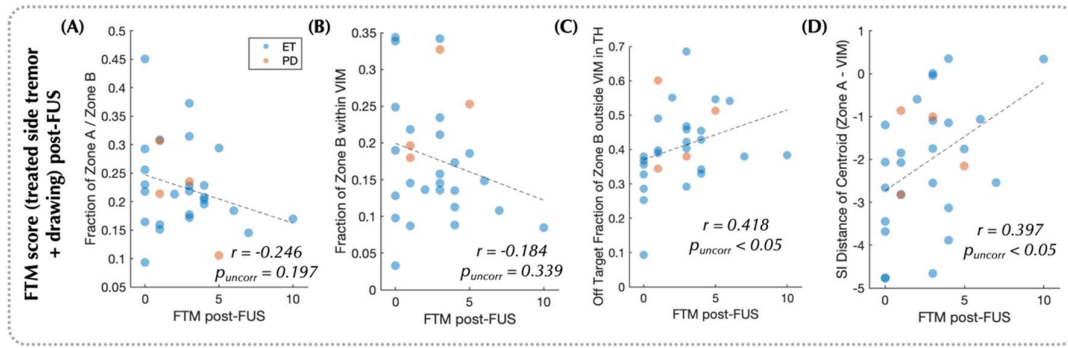 FTM score (treated side tremor
+ drawing) post-FUS
(A)
Fraction of Zone A / Zone B
0.5
0.45
0.4
0.35
0.3
0.25
0.2
0.15
0.1
0.05
ET
PD
r = -0.246
puncorr = 0.197
0 5 10
FTM post-FUS
(B)
Fraction of Zone B within VIM
0.35
0.3
0.25
0.2
0.15
0.1
0.05
0
r = -0.184
puncorr = 0.339
0 5 10
FTM post-FUS
(C)
Off Target Fraction of Zone B outside VIM in TH
0.7
0.6
0.5
0.4
0.3
0.2
0.1
0
r = 0.418
puncorr < 0.05
0 5 10
FTM post-FUS
(D)
SI Distance of Centroid (Zone A - VIM)
1
0
-1
-2
-3
-4
-5
r = 0.397
puncorr < 0.05
0 5 10
FTM post-FUS